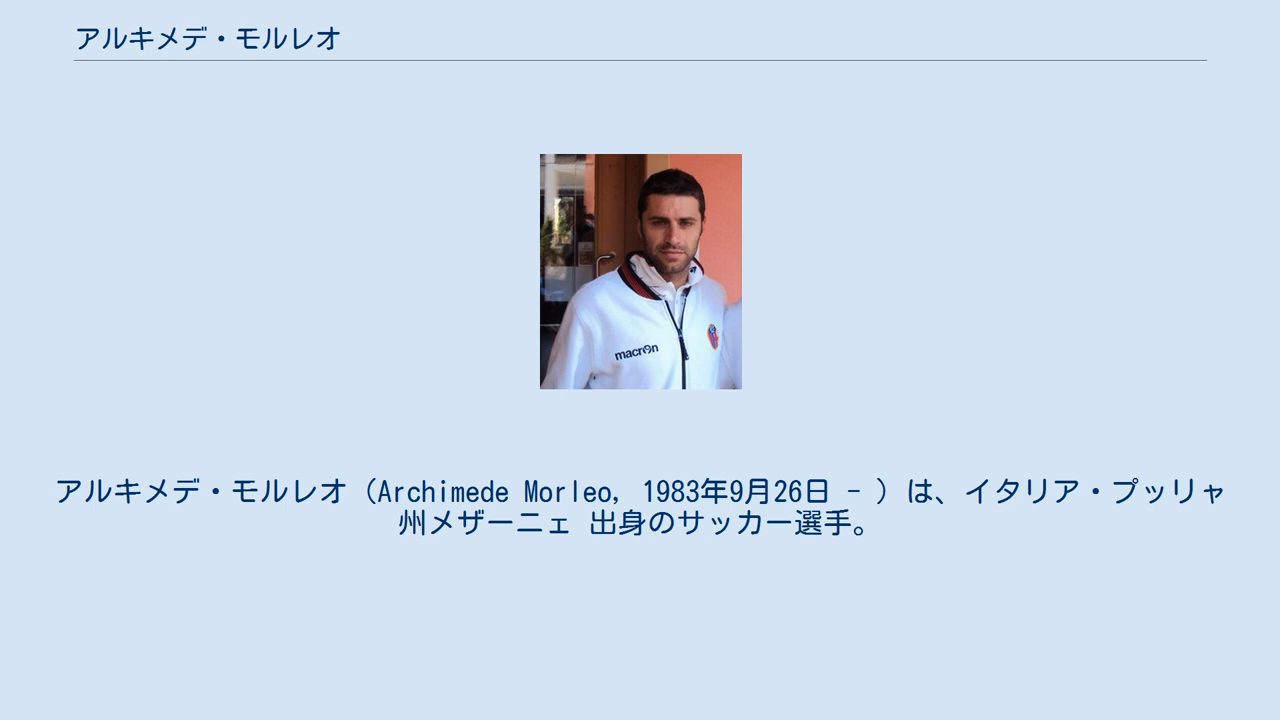 アルキメデ・モルレオ
macron
アルキメデ・モルレオ（Archimede Morleo, 1983年9月26日 - ）は、イタリア・プッリャ
州メザーニェ 出身のサッカー選手。